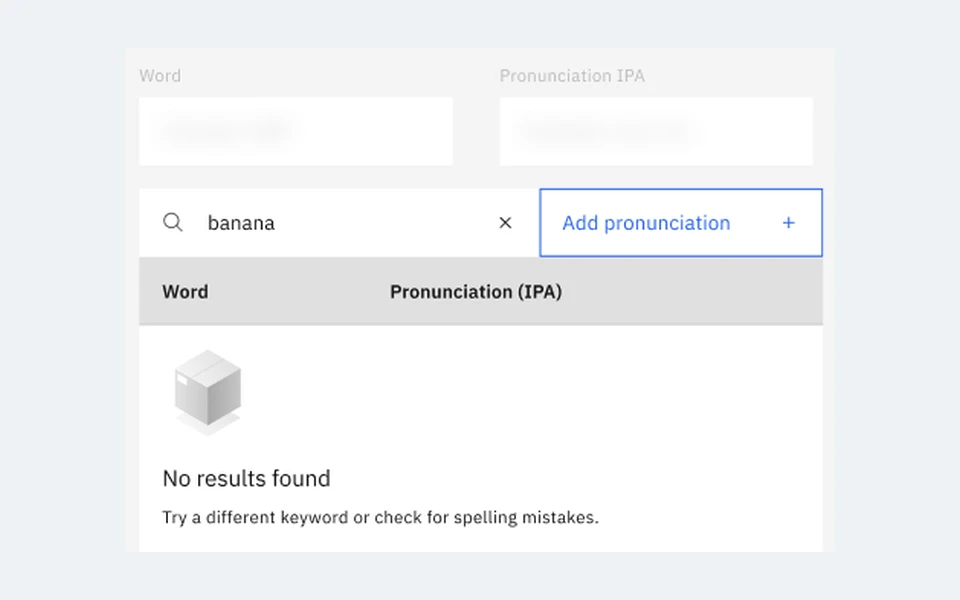 Word
Pronunciation IPA
banana
Add pronunciation +
Word
Pronunciation (IPA)
No results found
Try a different keyword or check for spelling mistakes.